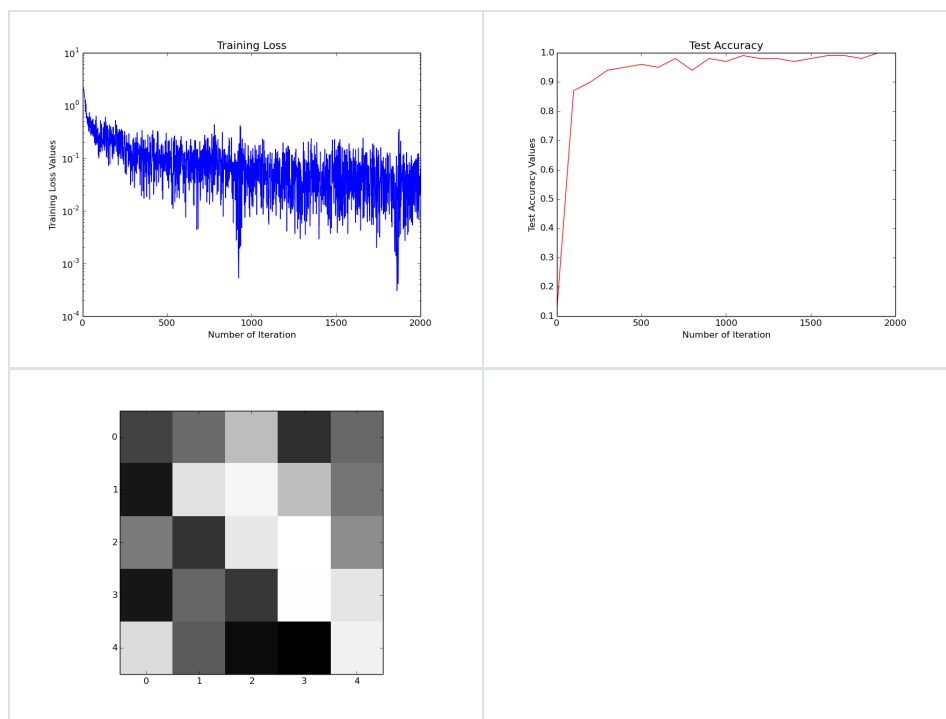 Training Loss
10^1
10^0
10^-1
10^-2
10^-3
10^-4
Training Loss Values
0 500 1000 1500 2000
Number of Iteration
Test Accuracy
1.0
0.9
0.8
0.7
0.6
0.5
0.4
0.3
0.2
0.1
Test Accuracy Values
0 500 1000 1500 2000
Number of Iteration
0
1
2
3
4
0 1 2 3 4